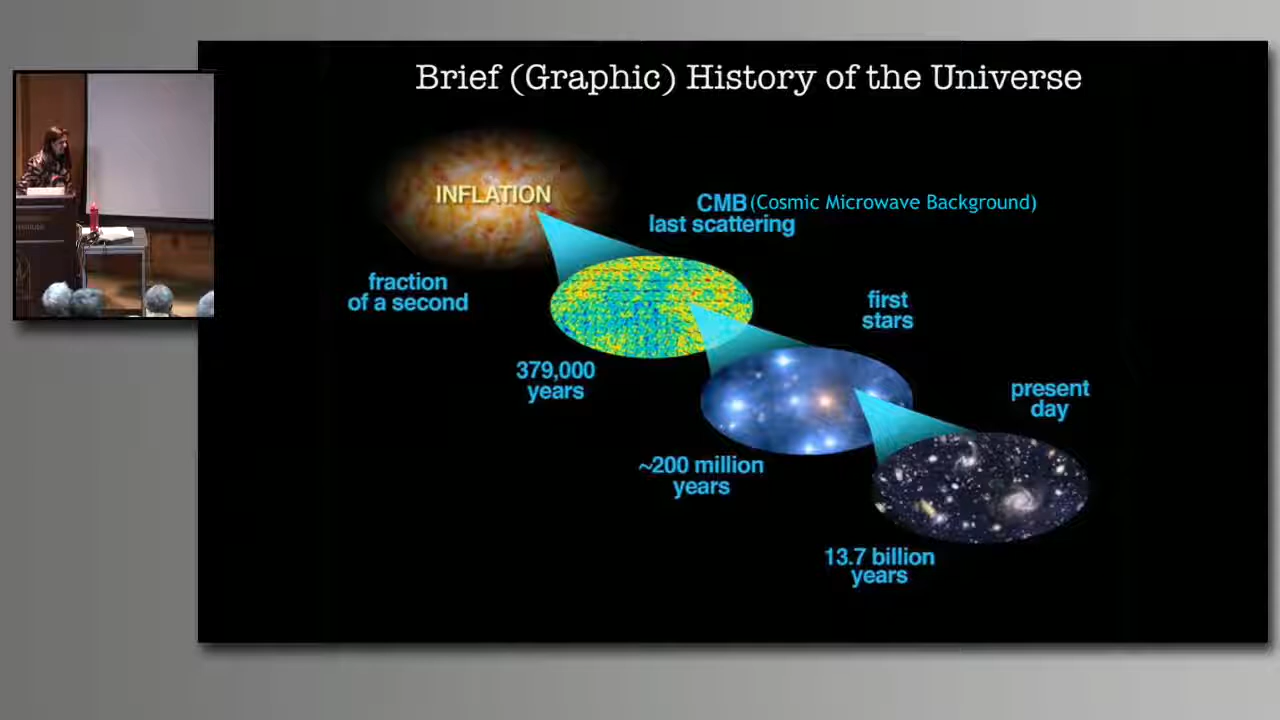 Brief (Graphic) History of the Universe
INFLATION
fraction
of a second
CMB (Cosmic Microwave Background)
last scattering
379,000
years
first
stars
~200 million
years
present
day
13.7 billion
years